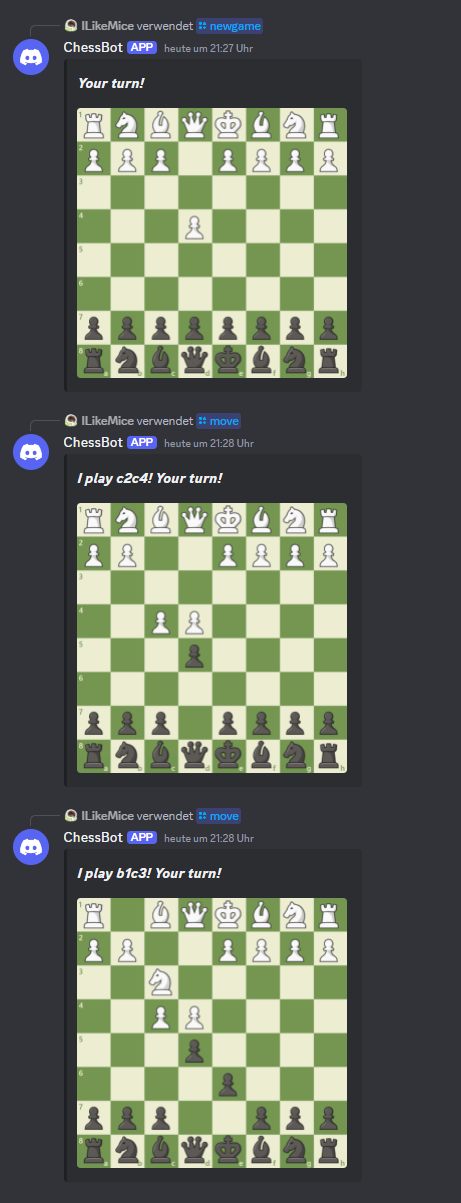 ILikeMice verwendet newgame
ChessBot APP heute um 21:27 Uhr
Your turn!
1
2
3
4
5
6
7
8 a b c d e f g h
ILikeMice verwendet move
ChessBot APP heute um 21:28 Uhr
I play c2c4! Your turn!
1
2
3
4
5
6
7
8 a b c d e f g h
ILikeMice verwendet move
ChessBot APP heute um 21:28 Uhr
I play b1c3! Your turn!
1
2
3
4
5
6
7
8 a b c d e f g h